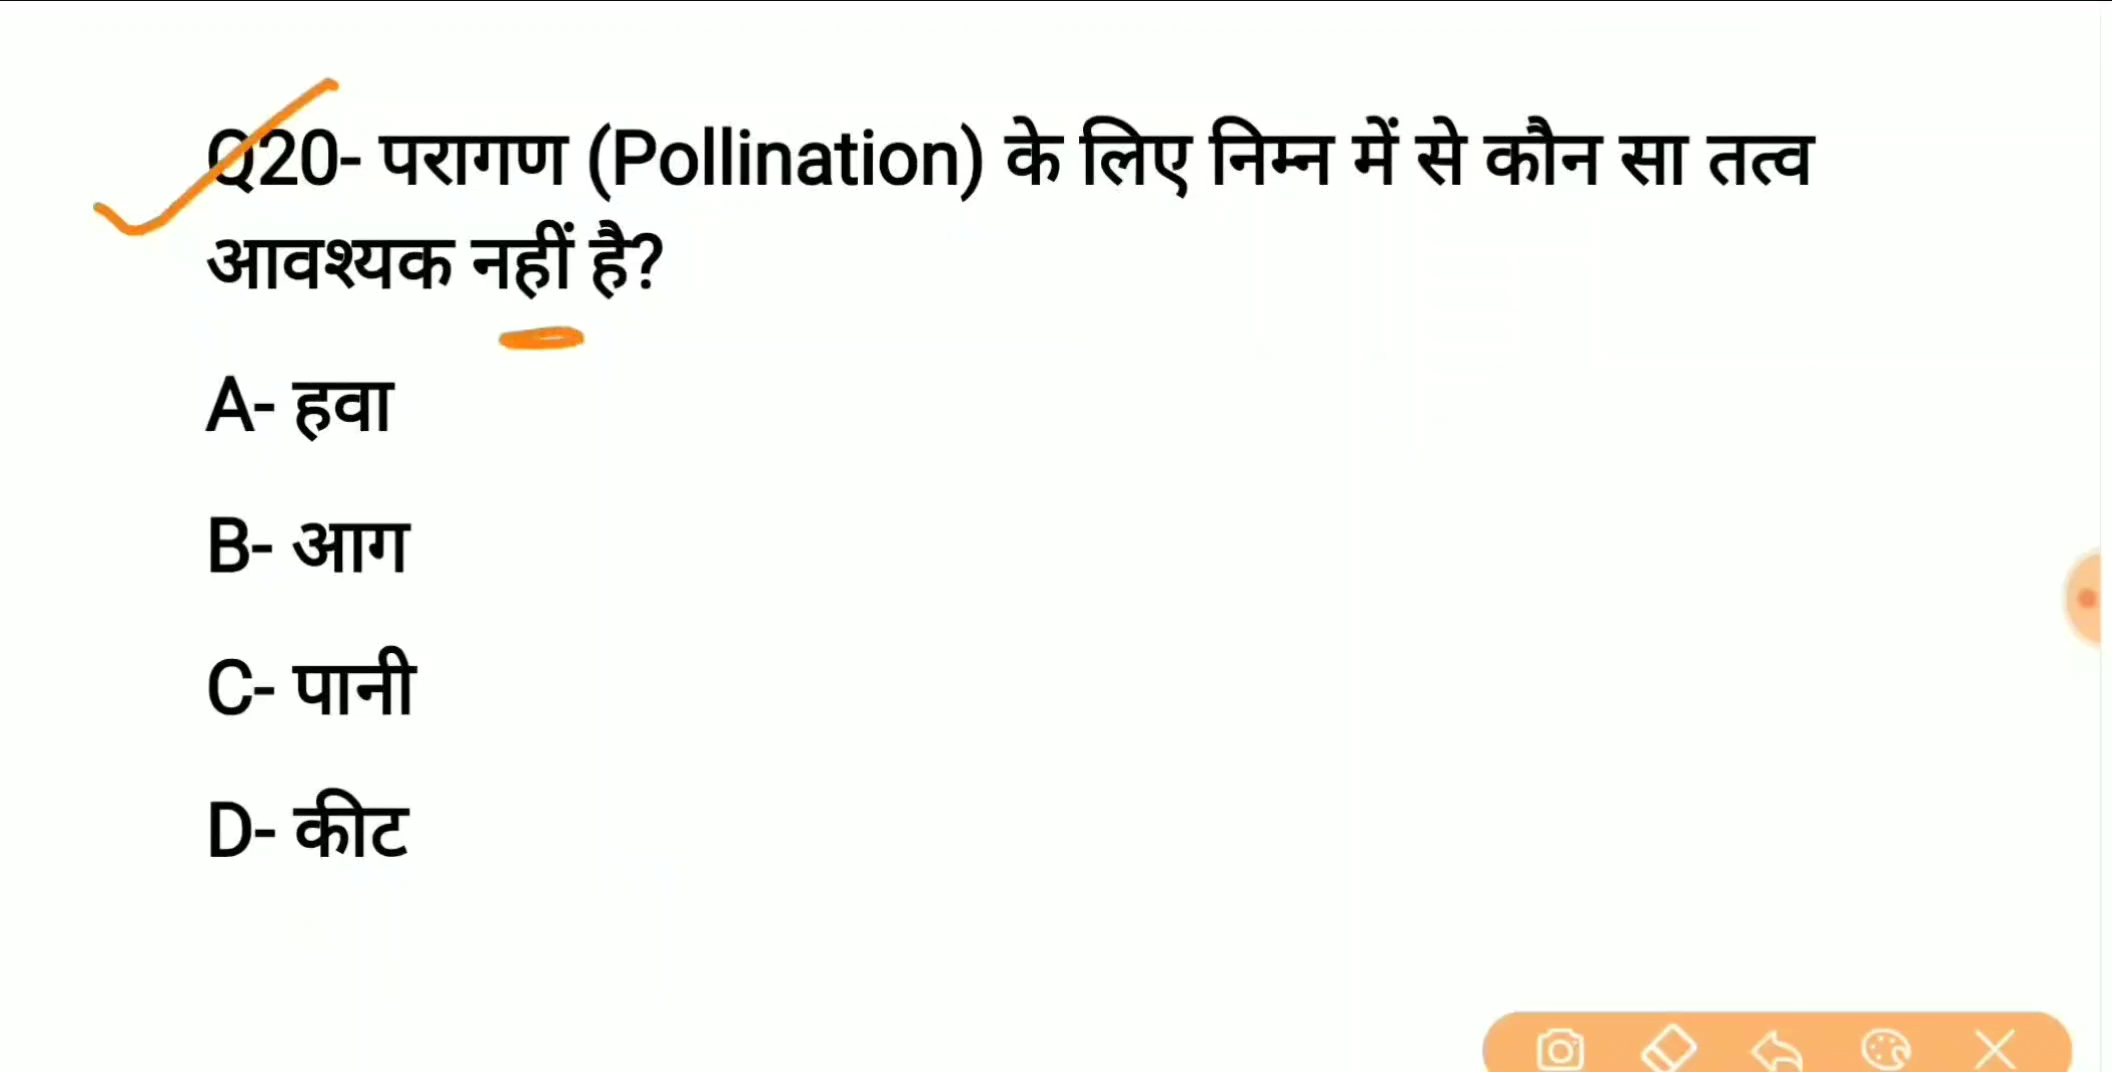 Q20- परागण (Pollination) के लिए निम्न में से कौन सा तत्व
आवश्यक नहीं है?
A- हवा
B- आग
C- पानी
D- कीट